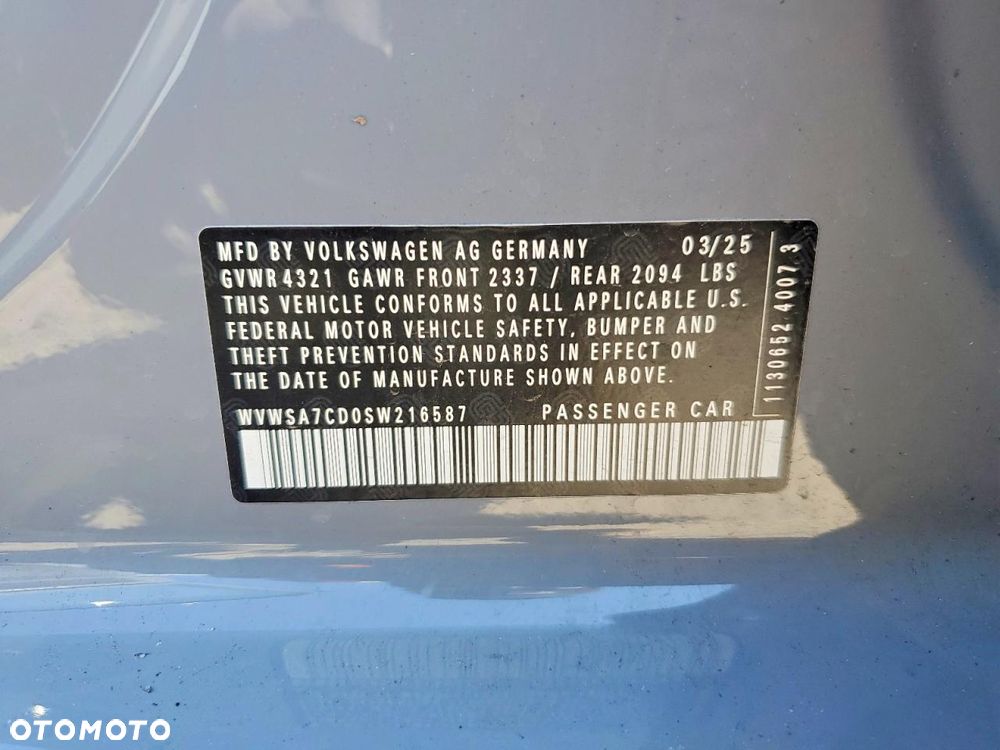 MFD BY VOLKSWAGEN AG GERMANY 03/25
GVWR 4321 GAWR FRONT 2337 / REAR 2094 LBS
THIS VEHICLE CONFORMS TO ALL APPLICABLE U.S.
FEDERAL MOTOR VEHICLE SAFETY, BUMPER AND
THEFT PREVENTION STANDARDS IN EFFECT ON
THE DATE OF MANUFACTURE SHOWN ABOVE.
WVWSA7CD0SW216587 PASSENGER CAR
1130652 4007 3
OTOMOTO